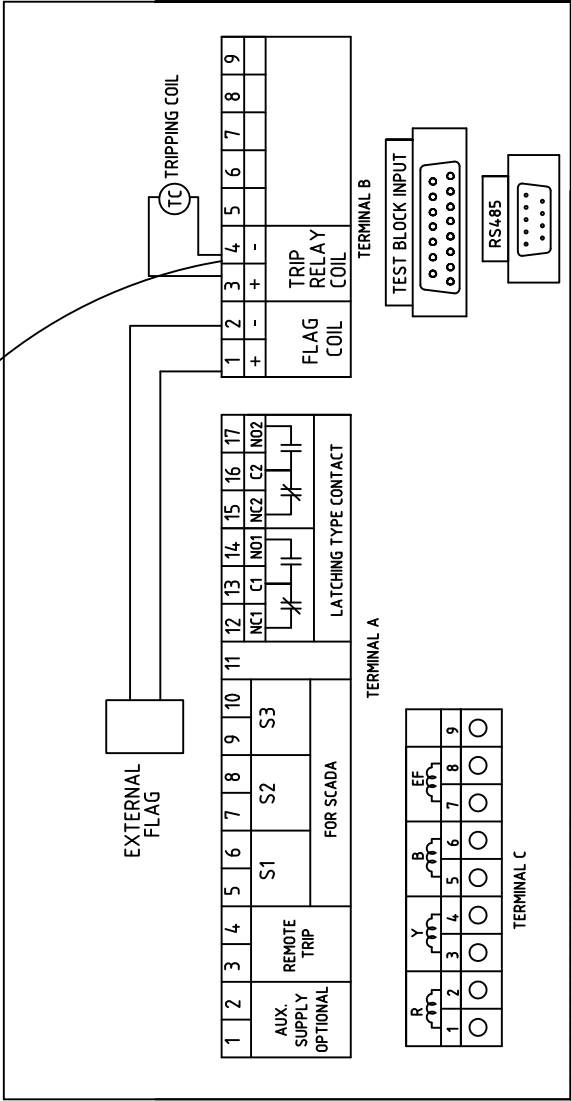 EXTERNAL
FLAG
TC TRIPPING COIL
1 2 3 4 5 6 7 8 9 10 11 12 13 14 15 16 17
NC1 C1 NO1 NC2 C2 NO2
AUX.
SUPPLY
OPTIONAL
REMOTE
TRIP
S1 S2 S3
FOR SCADA
LATCHING TYPE CONTACT
TERMINAL A
1 2 3 4 5 6 7 8 9
+ - + -
FLAG
COIL
TRIP
RELAY
COIL
TERMINAL B
R Y B EF
1 2 3 4 5 6 7 8 9
TERMINAL C
TEST BLOCK INPUT
RS485